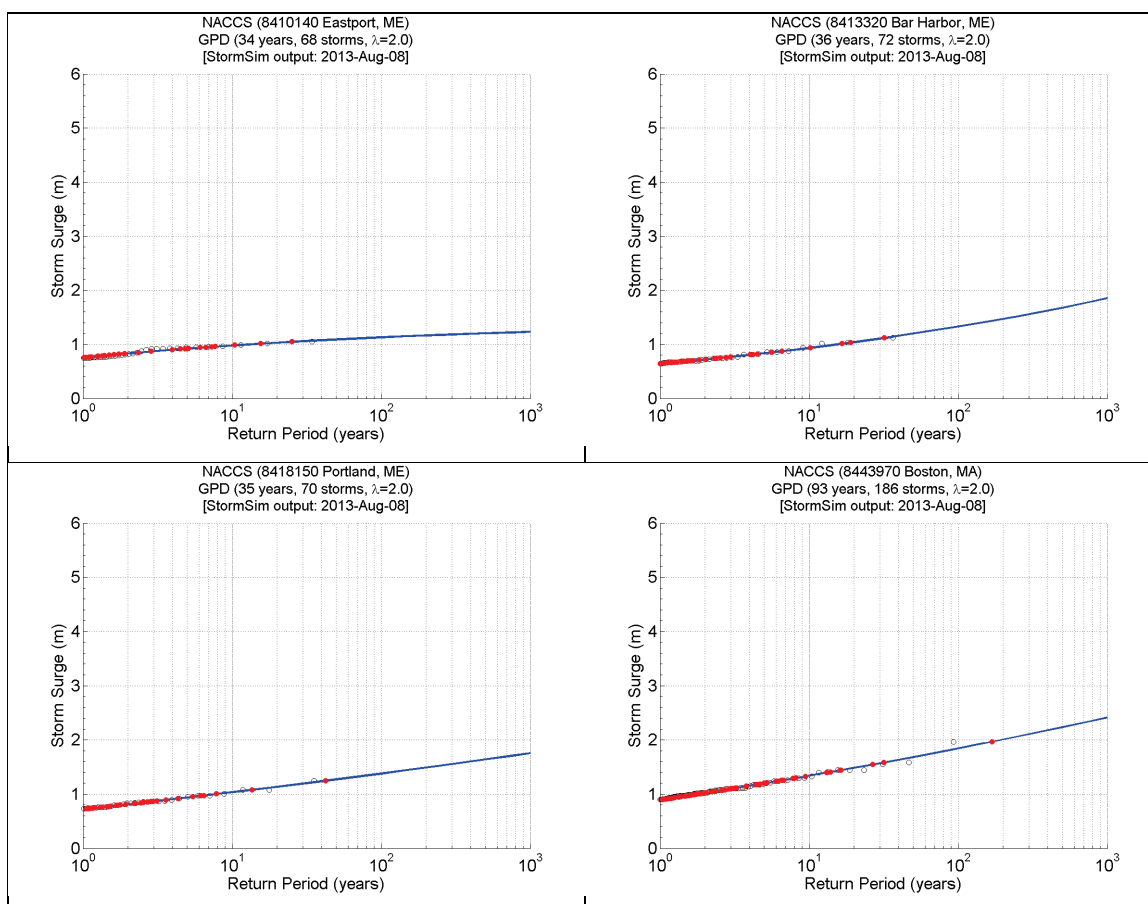 NACCS (8410140 Eastport, ME)
GPD (34 years, 68 storms, λ=2.0)
[StormSim output: 2013-Aug-08]
6
5
4
3
2
1
0
Storm Surge (m)
10^0
10^1
10^2
10^3
Return Period (years)
NACCS (8413320 Bar Harbor, ME)
GPD (36 years, 72 storms, λ=2.0)
[StormSim output: 2013-Aug-08]
6
5
4
3
2
1
0
Storm Surge (m)
10^0
10^1
10^2
10^3
Return Period (years)
NACCS (8418150 Portland, ME)
GPD (35 years, 70 storms, λ=2.0)
[StormSim output: 2013-Aug-08]
6
5
4
3
2
1
0
Storm Surge (m)
10^0
10^1
10^2
10^3
Return Period (years)
NACCS (8443970 Boston, MA)
GPD (93 years, 186 storms, λ=2.0)
[StormSim output: 2013-Aug-08]
6
5
4
3
2
1
0
Storm Surge (m)
10^0
10^1
10^2
10^3
Return Period (years)